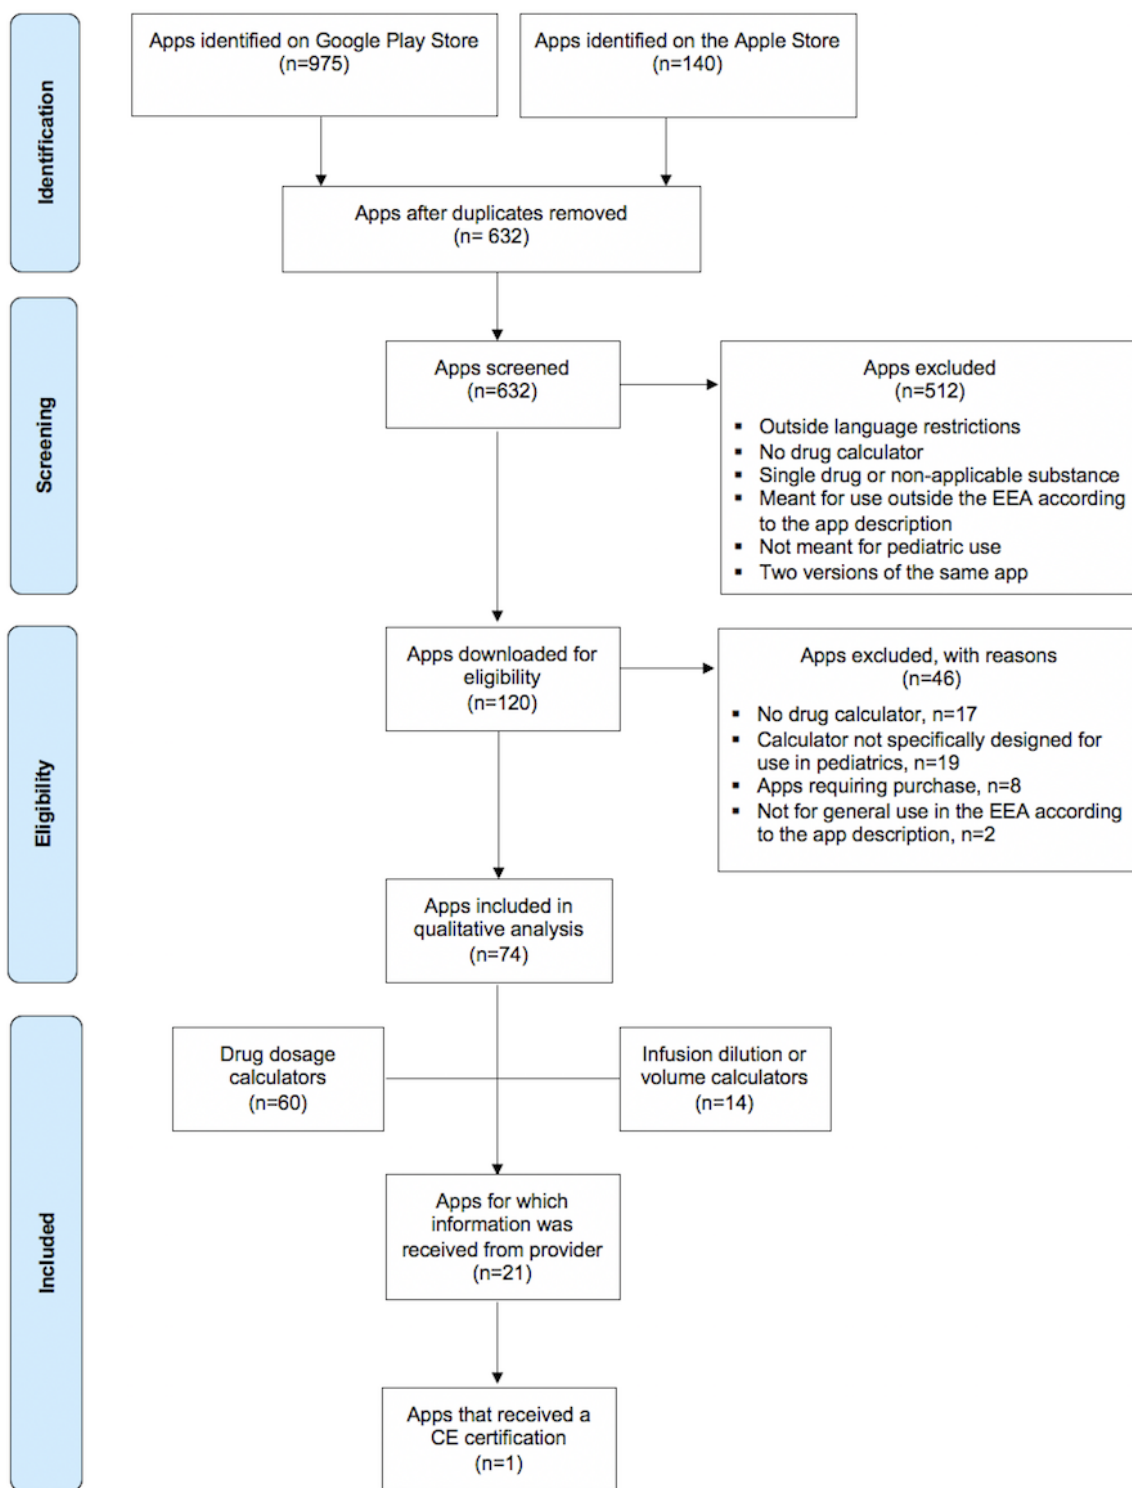 Identification
Apps identified on Google Play Store
(n=975)
Apps identified on the Apple Store
(n=140)
Apps after duplicates removed
(n= 632)
Screening
Apps screened
(n=632)
Apps excluded
(n=512)
▪ Outside language restrictions
▪ No drug calculator
▪ Single drug or non-applicable substance
▪ Meant for use outside the EEA according
to the app description
▪ Not meant for pediatric use
▪ Two versions of the same app
Eligibility
Apps downloaded for
eligibility
(n=120)
Apps excluded, with reasons
(n=46)
▪ No drug calculator, n=17
▪ Calculator not specifically designed for
use in pediatrics, n=19
▪ Apps requiring purchase, n=8
▪ Not for general use in the EEA according
to the app description, n=2
Apps included in
qualitative analysis
(n=74)
Included
Drug dosage
calculators
(n=60)
Infusion dilution or
volume calculators
(n=14)
Apps for which
information was
received from provider
(n=21)
Apps that received a
CE certification
(n=1)